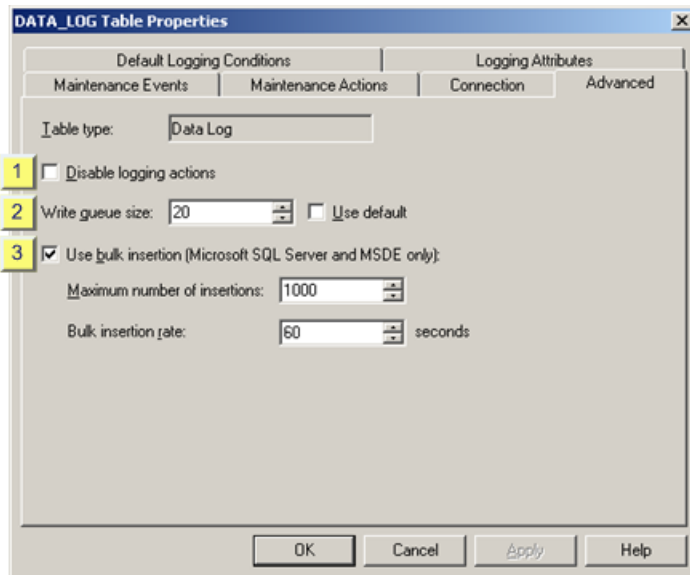 DATA_LOG Table Properties
Default Logging Conditions
Logging Attributes
Maintenance Events
Maintenance Actions
Connection
Advanced
Table type: Data Log
1 Disable logging actions
2 Write queue size: 20 Use default
3 Use bulk insertion (Microsoft SQL Server and MSDE only):
Maximum number of insertions: 1000
Bulk insertion rate: 60 seconds
OK Cancel Apply Help